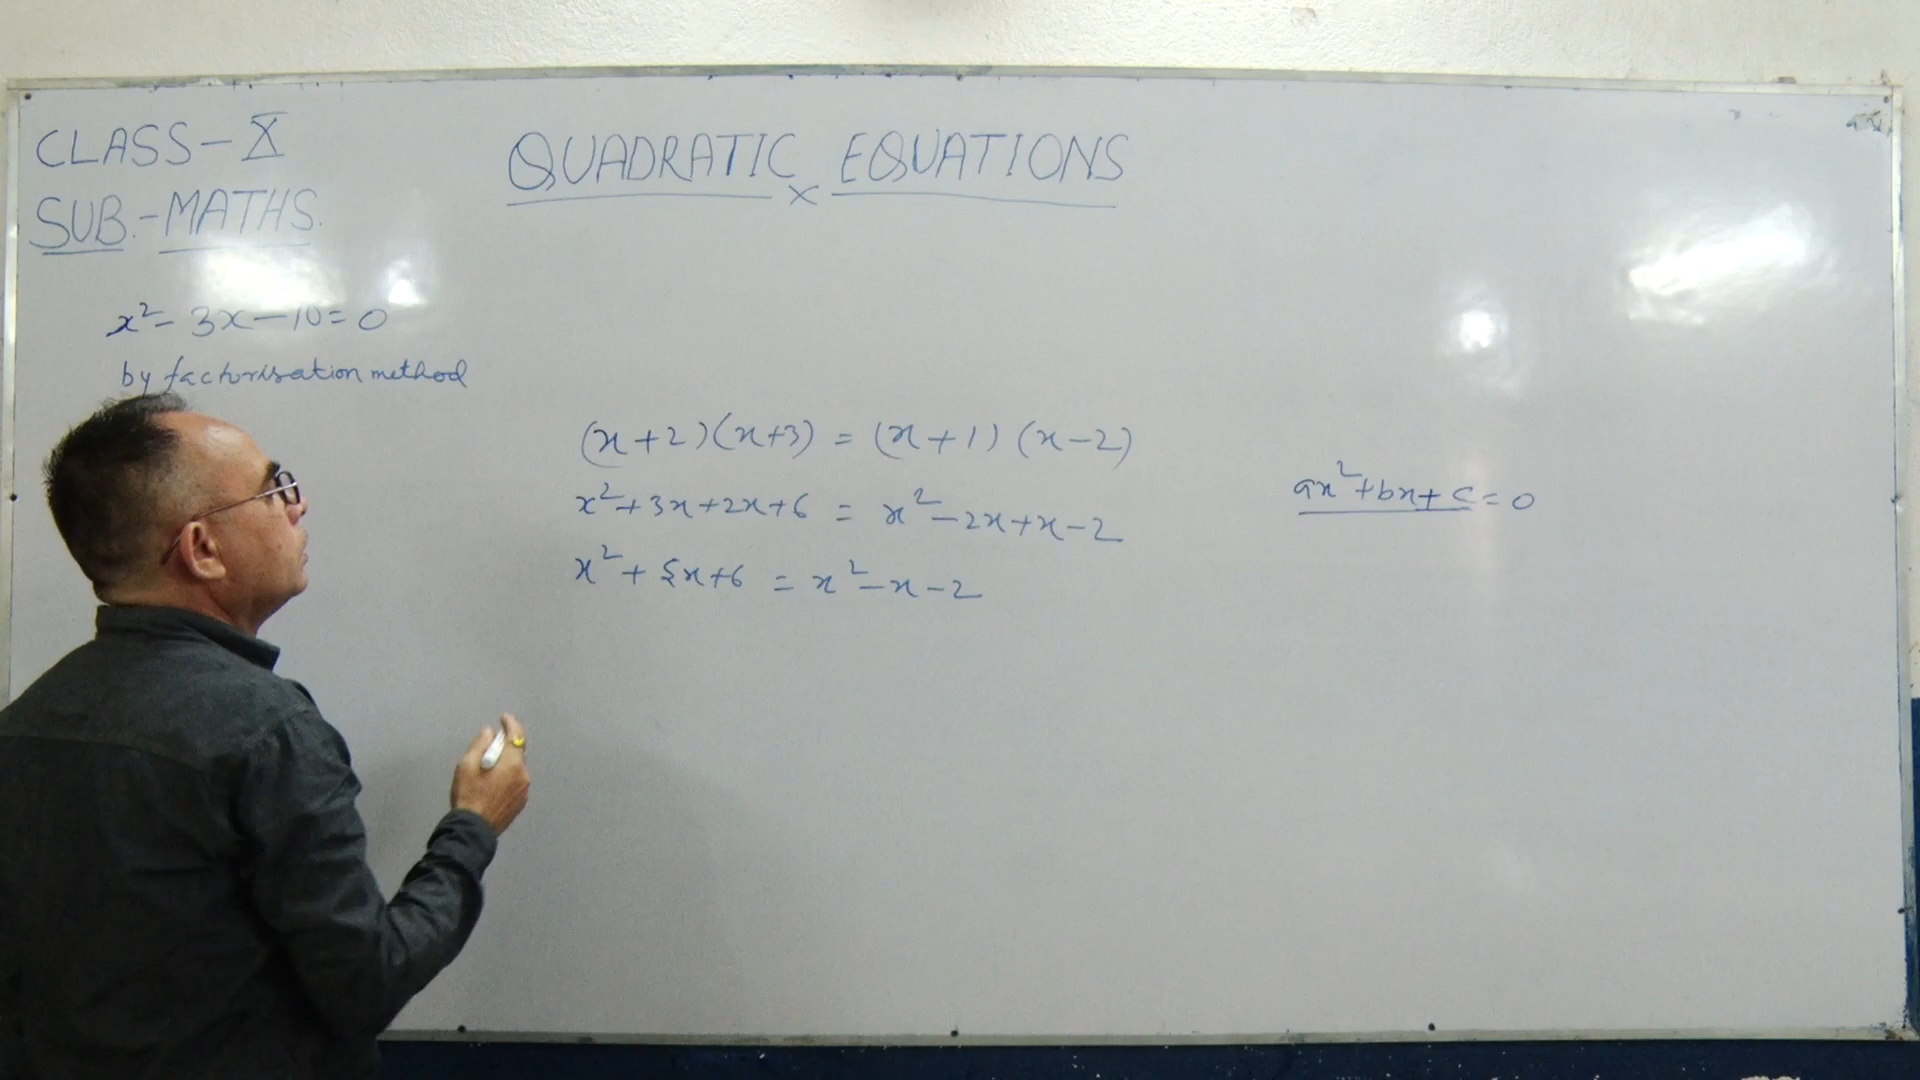 CLASS-X
SUB.-MATHS.
QUADRATIC × EQUATIONS
x²-3x-10=0
by factorisation method
(x+2)(x+3) = (x+1)(x-2)
x²+3x+2x+6 = x²-2x+x-2
x²+5x+6 = x²-x-2
ax²+bx+c=0